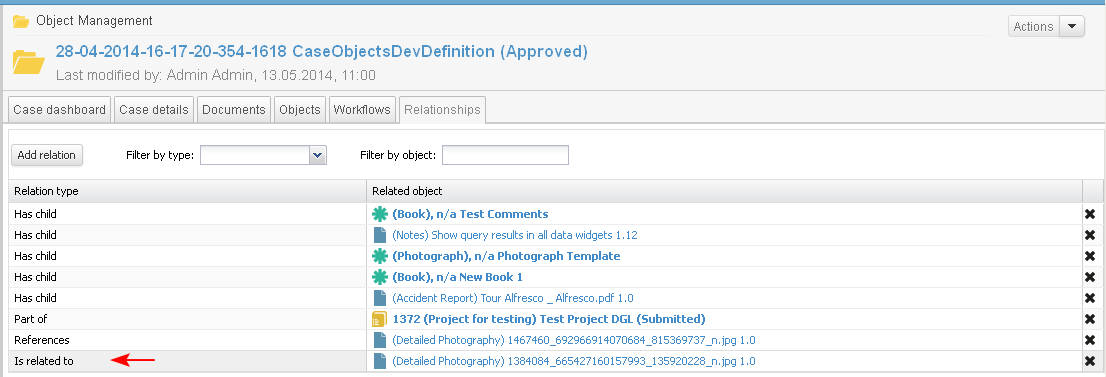 Object Management
Actions
28-04-2014-16-17-20-354-1618 CaseObjectsDevDefinition (Approved)
Last modified by: Admin Admin, 13.05.2014, 11:00
Case dashboard Case details Documents Objects Workflows Relationships
Add relation Filter by type: Filter by object:
Relation type Related object
Has child (Book), n/a Test Comments
Has child (Notes) Show query results in all data widgets 1.12
Has child (Photograph), n/a Photograph Template
Has child (Book), n/a New Book 1
Has child (Accident Report) Tour Alfresco _ Alfresco.pdf 1.0
Part of 1372 (Project for testing) Test Project DGL (Submitted)
References (Detailed Photography) 1467460_692966914070684_815369737_n.jpg 1.0
Is related to (Detailed Photography) 1384084_665427160157993_135920228_n.jpg 1.0